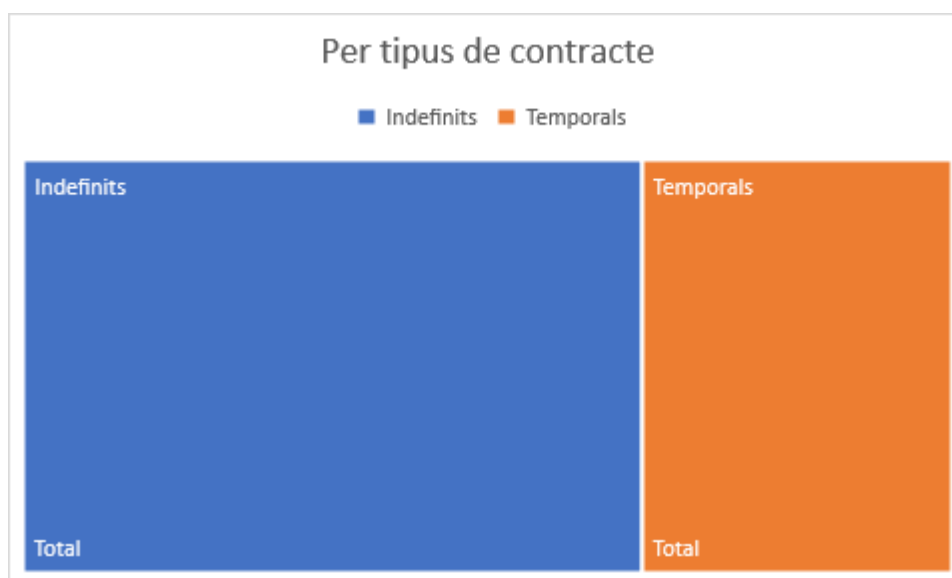 Per tipus de contracte
Indefinits Temporals
Indefinits Temporals
Total Total